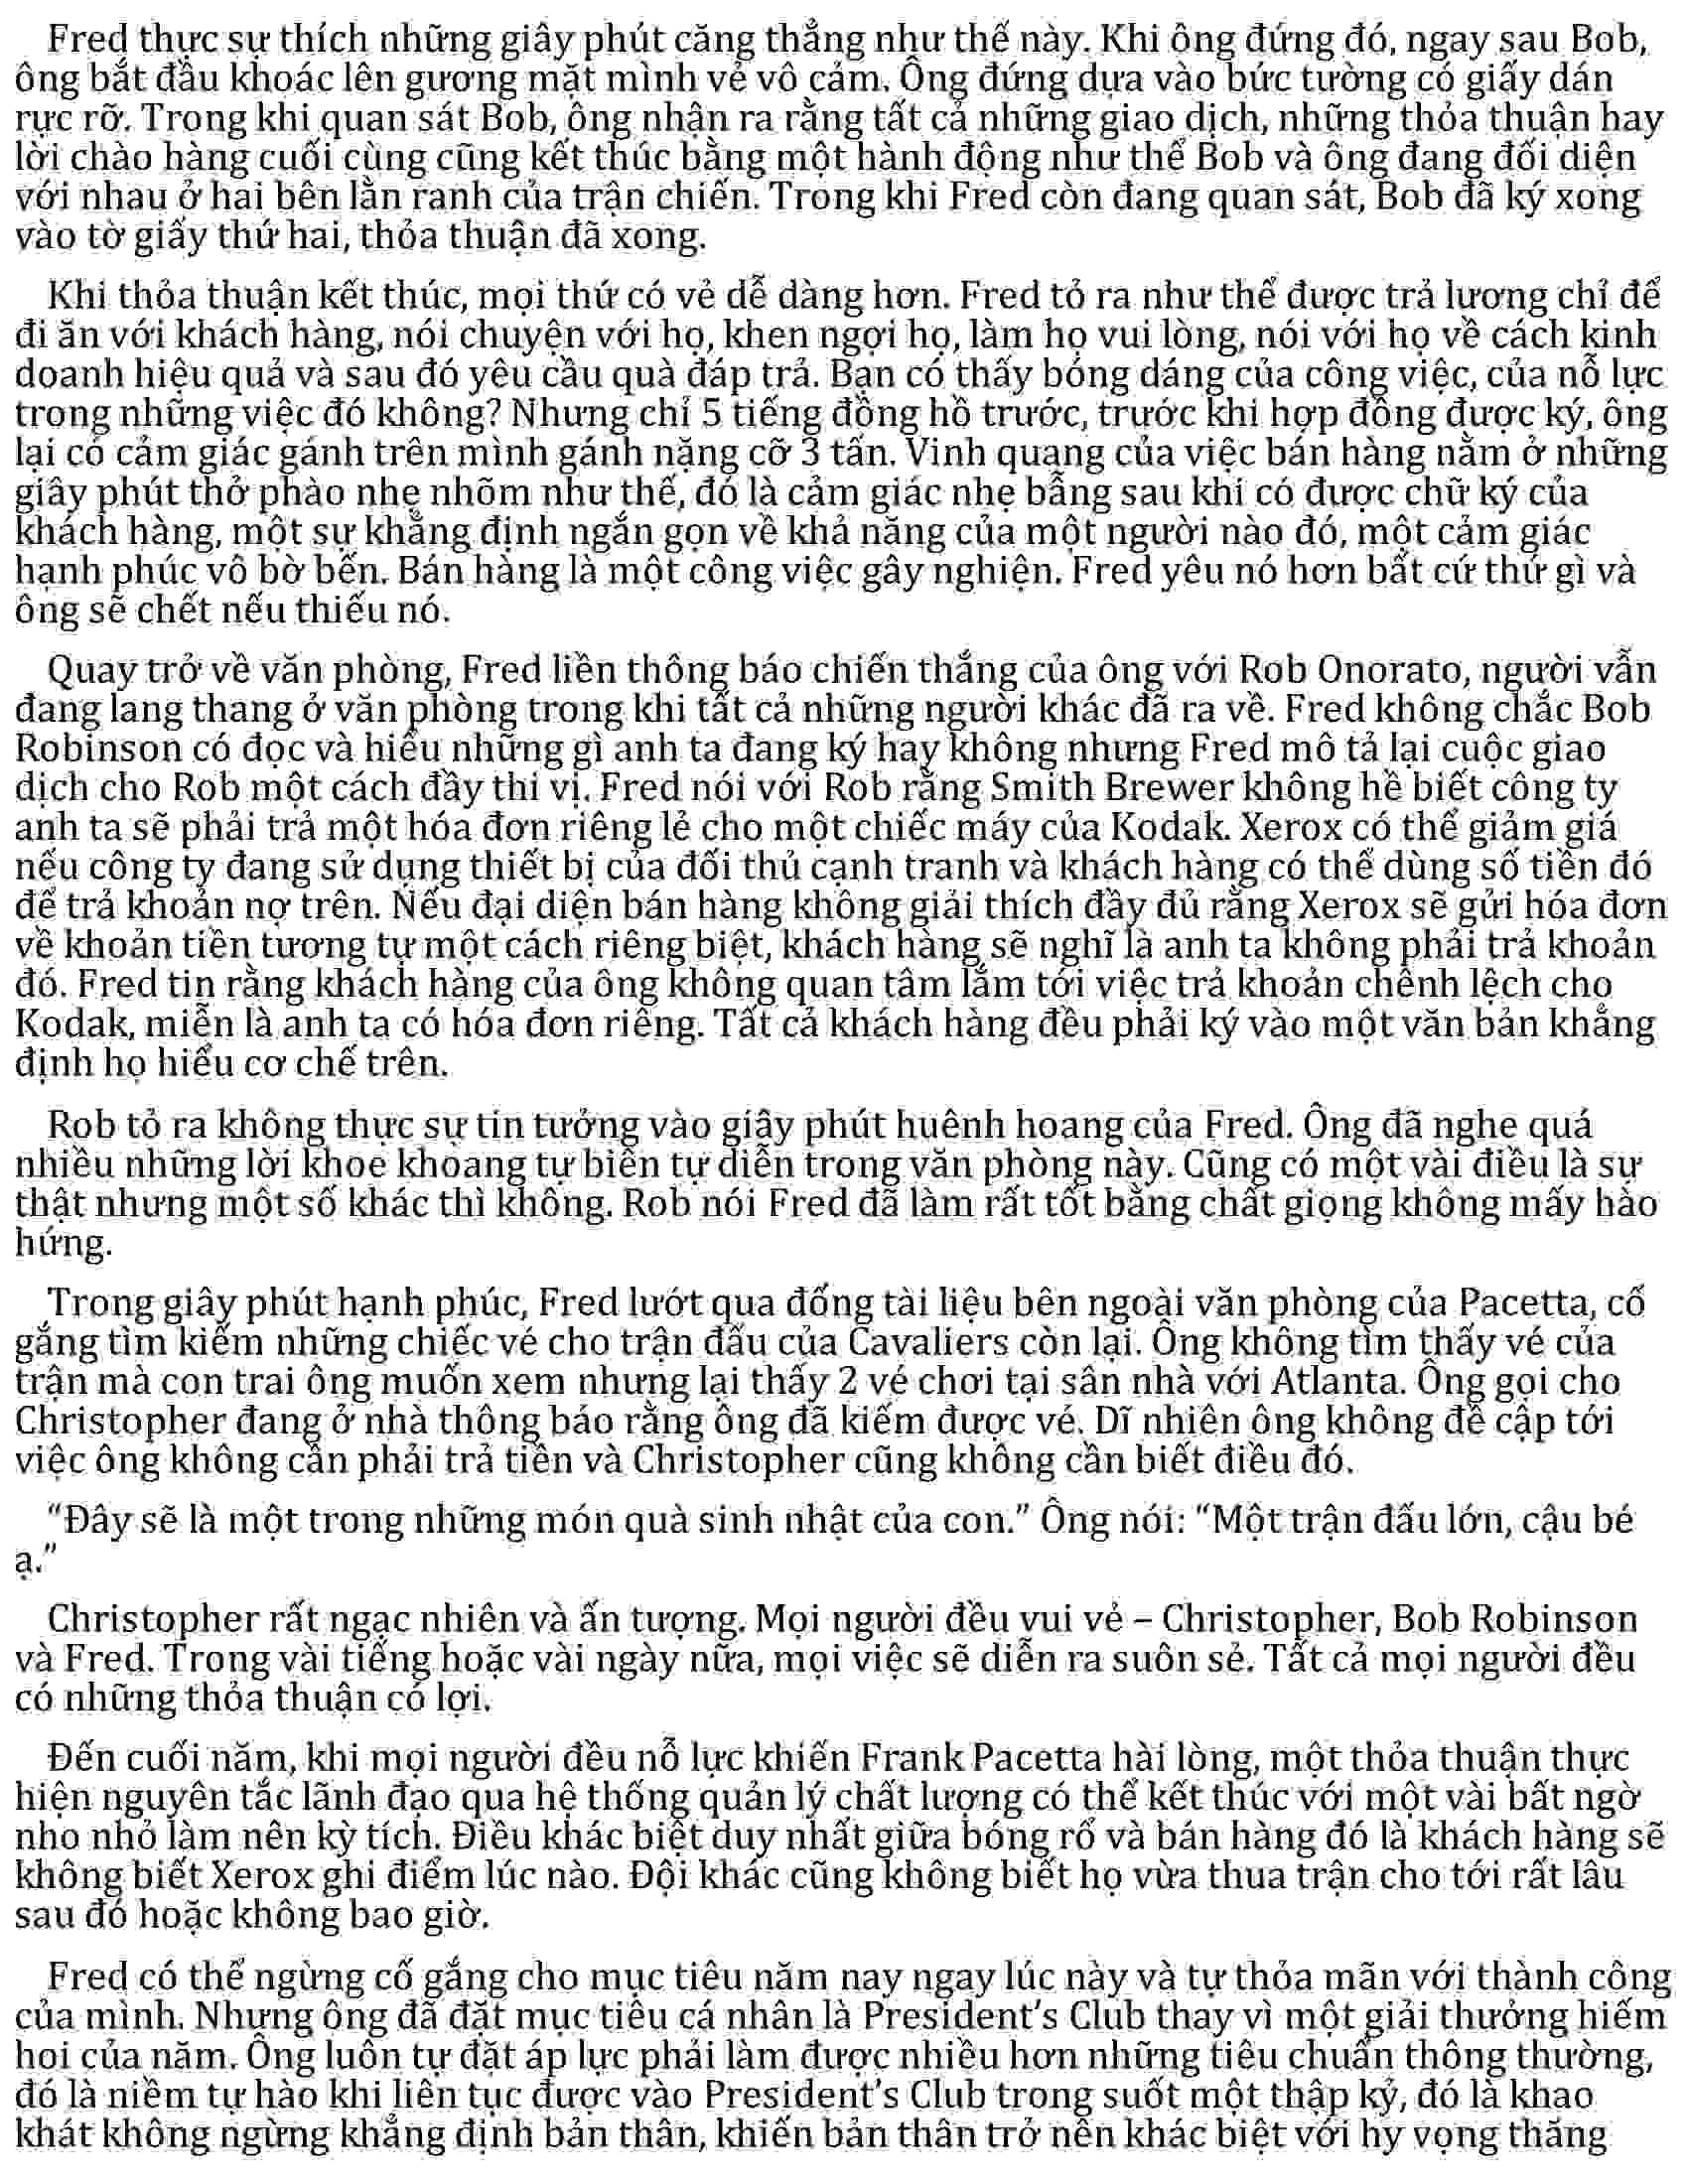 Fred thực sự thích những giây phút căng thẳng như thế này. Khi ông đứng đó, ngay sau Bob,
ông bắt đầu khoác lên gương mặt mình vẻ vô cảm. Ông đứng dựa vào bức tường có giấy dán
rực rỡ. Trong khi quan sát Bob, ông nhận ra rằng tất cả những giao dịch, những thỏa thuận hay
lời chào hàng cuối cùng cũng kết thúc bằng một hành động như thể Bob và ông đang đối diện
với nhau ở hai bên lằn ranh của trận chiến. Trong khi Fred còn đang quan sát, Bob đã ký xong
vào tờ giấy thứ hai, thỏa thuận đã xong.
Khi thỏa thuận kết thúc, mọi thứ có vẻ dễ dàng hơn. Fred tỏ ra như thể được trả lương chỉ để
đi ăn với khách hàng, nói chuyện với họ, khen ngợi họ, làm họ vui lòng, nói với họ về cách kinh
doanh hiệu quả và sau đó yêu cầu quà đáp trả. Bạn có thấy bóng dáng của công việc, của nỗ lực
trong những việc đó không? Nhưng chỉ 5 tiếng đồng hồ trước, trước khi hợp đồng được ký, ông
lại có cảm giác gánh trên mình gánh nặng cỡ 3 tấn. Vinh quang của việc bán hàng nằm ở những
giây phút thở phào nhẹ nhõm như thế, đó là cảm giác nhẹ bẫng sau khi có được chữ ký của
khách hàng, một sự khẳng định ngắn gọn về khả năng của một người nào đó, một cảm giác
hạnh phúc vô bờ bến. Bán hàng là một công việc gây nghiện. Fred yêu nó hơn bất cứ thứ gì và
ông sẽ chết nếu thiếu nó.
Quay trở về văn phòng, Fred liền thông báo chiến thắng của ông với Rob Onorato, người vẫn
đang lang thang ở văn phòng trong khi tất cả những người khác đã ra về. Fred không chắc Bob
Robinson có đọc và hiểu những gì anh ta đang ký hay không nhưng Fred mô tả lại cuộc giao
dịch cho Rob một cách đầy thi vị. Fred nói với Rob rằng Smith Brewer không hề biết công ty
anh ta sẽ phải trả một hóa đơn riêng lẻ cho một chiếc máy của Kodak. Xerox có thể giảm giá
nếu công ty đang sử dụng thiết bị của đối thủ cạnh tranh và khách hàng có thể dùng số tiền đó
để trả khoản nợ trên. Nếu đại diện bán hàng không giải thích đầy đủ rằng Xerox sẽ gửi hóa đơn
về khoản tiền tương tự một cách riêng biệt, khách hàng sẽ nghĩ là anh ta không phải trả khoản
đó. Fred tin rằng khách hàng của ông không quan tâm lắm tới việc trả khoản chênh lệch cho
Kodak, miễn là anh ta có hóa đơn riêng. Tất cả khách hàng đều phải ký vào một văn bản khẳng
định họ hiểu cơ chế trên.
Rob tỏ ra không thực sự tin tưởng vào giây phút huênh hoang của Fred. Ông đã nghe quá
nhiều những lời khoe khoang tự biên tự diễn trong văn phòng này. Cũng có một vài điều là sự
thật nhưng một số khác thì không. Rob nói Fred đã làm rất tốt bằng chất giọng không mấy hào
hứng.
Trong giây phút hạnh phúc, Fred lướt qua đống tài liệu bên ngoài văn phòng của Pacetta, cố
gắng tìm kiếm những chiếc vé cho trận đấu của Cavaliers còn lại. Ông không tìm thấy vé của
trận mà con trai ông muốn xem nhưng lại thấy 2 vé chơi tại sân nhà với Atlanta. Ông gọi cho
Christopher đang ở nhà thông báo rằng ông đã kiếm được vé. Dĩ nhiên ông không đề cập tới
việc ông không cần phải trả tiền và Christopher cũng không cần biết điều đó.
“Đây sẽ là một trong những món quà sinh nhật của con.” Ông nói: “Một trận đấu lớn, cậu bé
ạ.”
Christopher rất ngạc nhiên và ấn tượng. Mọi người đều vui vẻ – Christopher, Bob Robinson
và Fred. Trong vài tiếng hoặc vài ngày nữa, mọi việc sẽ diễn ra suôn sẻ. Tất cả mọi người đều
có những thỏa thuận có lợi.
Đến cuối năm, khi mọi người đều nỗ lực khiến Frank Pacetta hài lòng, một thỏa thuận thực
hiện nguyên tắc lãnh đạo qua hệ thống quản lý chất lượng có thể kết thúc với một vài bất ngờ
nho nhỏ làm nên kỳ tích. Điều khác biệt duy nhất giữa bóng rổ và bán hàng đó là khách hàng sẽ
không biết Xerox ghi điểm lúc nào. Đội khác cũng không biết họ vừa thua trận cho tới rất lâu
sau đó hoặc không bao giờ.
Fred có thể ngừng cố gắng cho mục tiêu năm nay ngay lúc này và tự thỏa mãn với thành công
của mình. Nhưng ông đã đặt mục tiêu cá nhân là President’s Club thay vì một giải thưởng hiếm
hoi của năm. Ông luôn tự đặt áp lực phải làm được nhiều hơn những tiêu chuẩn thông thường,
đó là niềm tự hào khi liên tục được vào President’s Club trong suốt một thập kỷ, đó là khao
khát không ngừng khẳng định bản thân, khiến bản thân trở nên khác biệt với hy vọng thăng